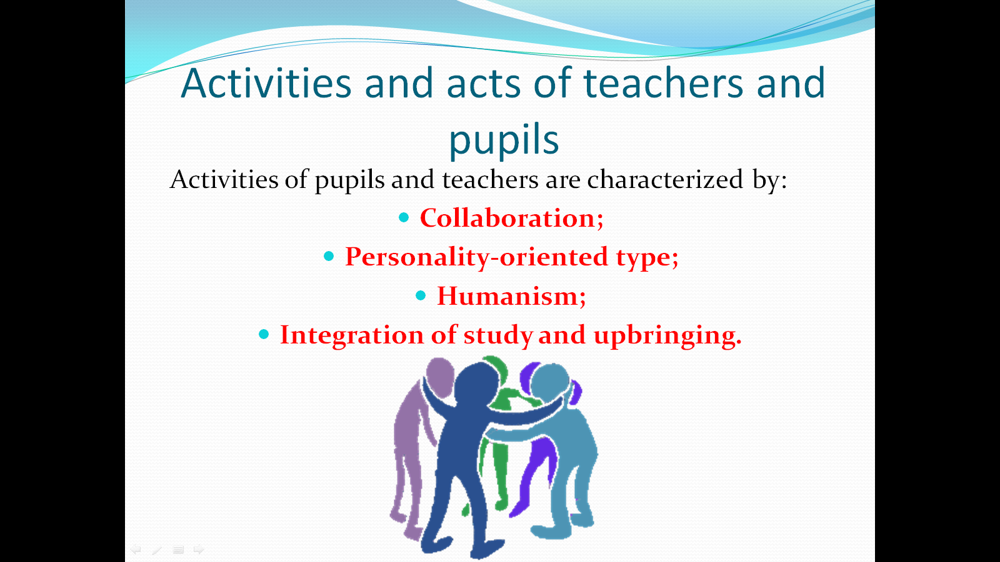 Activities and acts of teachers and
pupils
Activities of pupils and teachers are characterized by:
Collaboration;
Personality-oriented type;
Humanism;
Integration of study and upbringing.